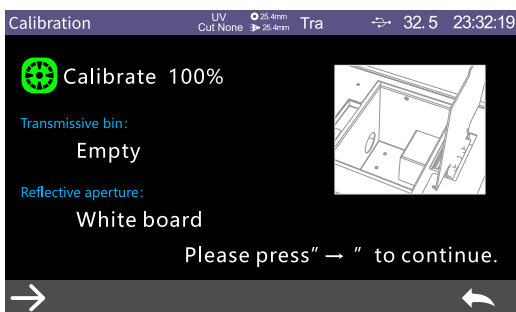 Calibration UV Cut None 25.4mm 25.4mm Tra 32.5 23:32:19
Calibrate 100%
Transmissive bin:
Empty
Reflective aperture:
White board
Please press" → " to continue.